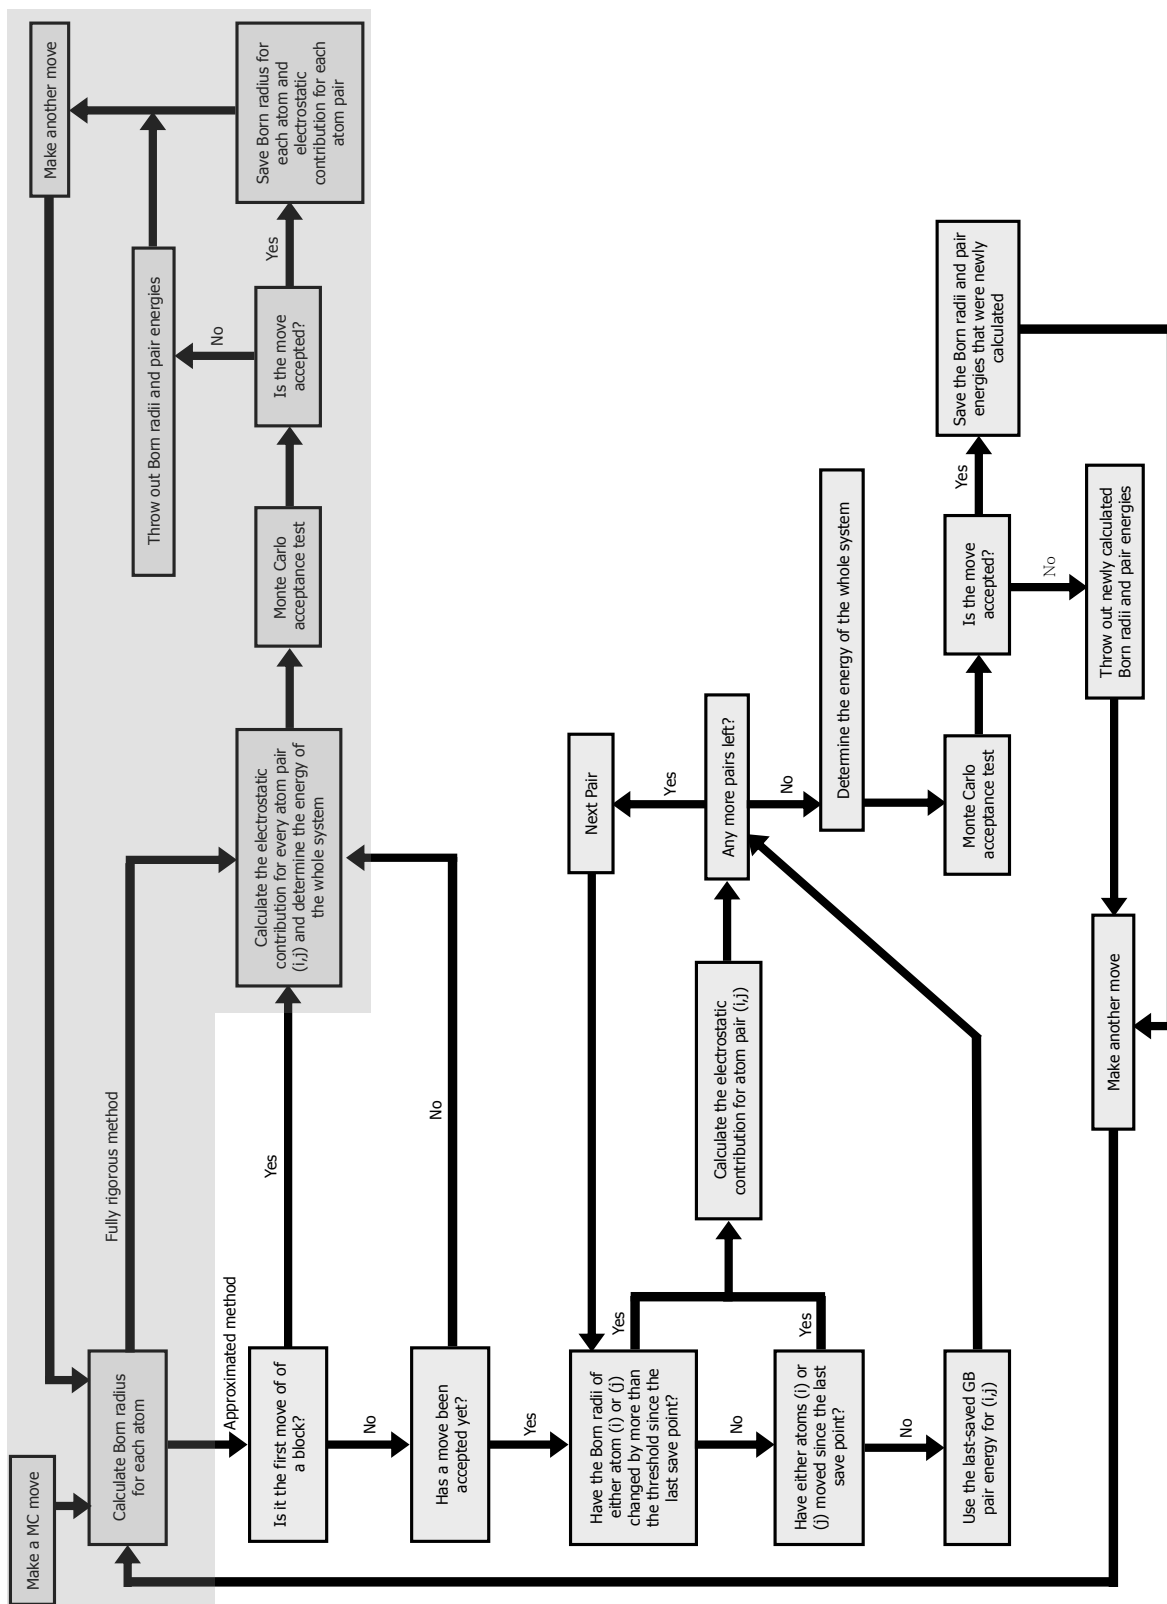 Make a MC move
Calculate Born radius
for each atom
Fully rigorous method
Approximated method
Is it the first move of of
a block?
Yes
No
Has a move been
accepted yet?
No
Yes
Calculate the electrostatic
contribution for every atom pair
(i,j) and determine the energy of
the whole system
Monte Carlo
acceptance test
Is the move
accepted?
No
Yes
Throw out Born radii and pair energies
Save Born radius for
each atom and
electrostatic
contribution for each
atom pair
Make another move
Have the Born radii of
either atom (i) or (j)
changed by more than
the threshold since the
last save point?
Yes
No
Have either atoms (i) or
(j) moved since the last
save point?
Yes
No
Use the last-saved GB
pair energy for (i,j)
Calculate the electrostatic
contribution for atom pair (i,j)
Next Pair
Yes
Any more pairs left?
No
Determine the energy of the whole system
Monte Carlo
acceptance test
Is the move
accepted?
Yes
No
Save the Born radii and pair
energies that were newly
calculated
Throw out newly calculated
Born radii and pair energies
Make another move